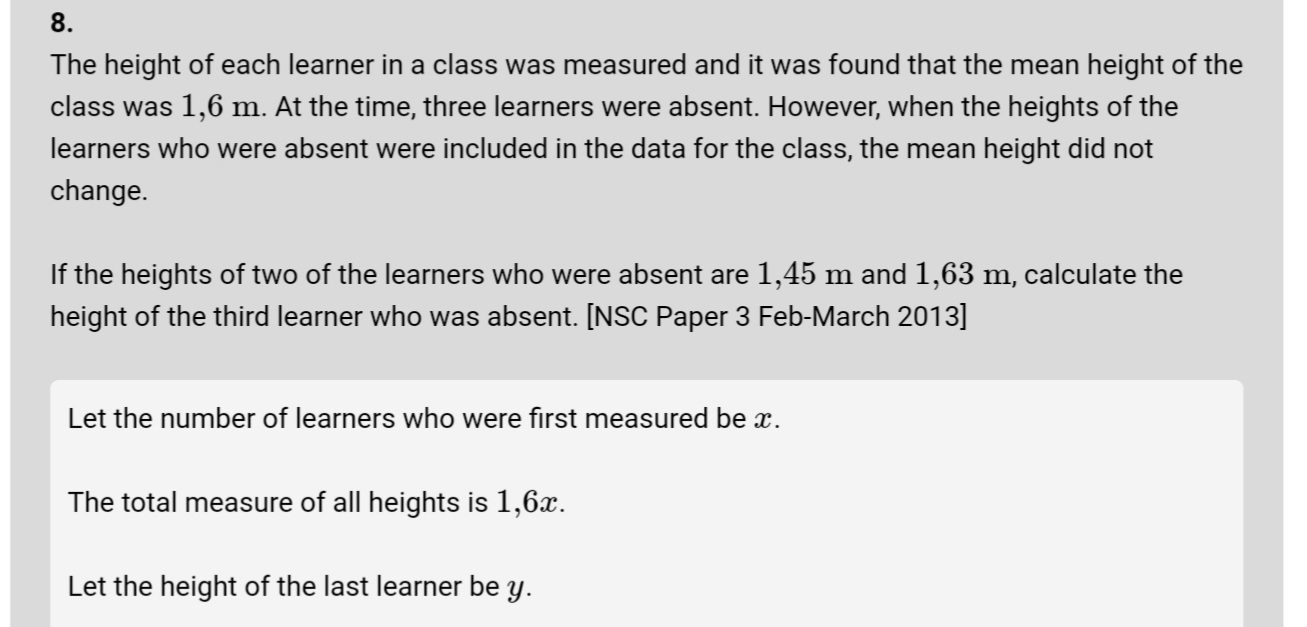 8.
The height of each learner in a class was measured and it was found that the mean height of the
class was 1,6 m. At the time, three learners were absent. However, when the heights of the
learners who were absent were included in the data for the class, the mean height did not
change.
If the heights of two of the learners who were absent are 1,45 m and 1,63 m, calculate the
height of the third learner who was absent. [NSC Paper 3 Feb-March 2013]
Let the number of learners who were first measured be x.
The total measure of all heights is 1,6x.
Let the height of the last learner be y.